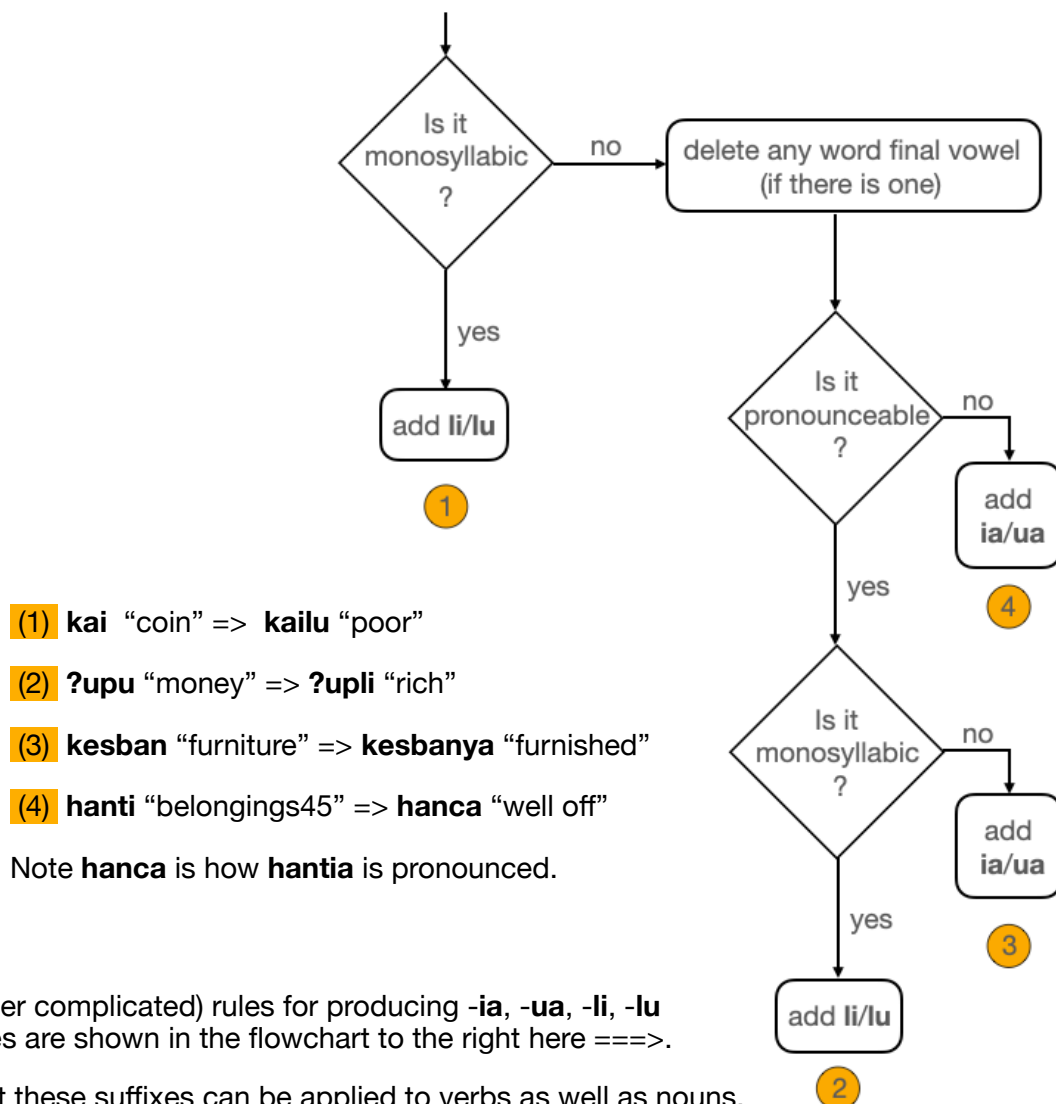 Is it
monosyllabic
?
no
delete any word final vowel
(if there is one)
yes
add li/lu
1
Is it
pronounceable
?
no
add
ia/ua
4
yes
Is it
monosyllabic
?
no
add
ia/ua
3
yes
add li/lu
2
(1) kai “coin” => kailu “poor”
(2) ?upu “money” => ?upli “rich”
(3) kesban “furniture” => kesbanya “furnished”
(4) hanti “belongings45” => hanca “well off”
Note hanca is how hantia is pronounced.
er complicated) rules for producing -ia, -ua, -li, -lu
es are shown in the flowchart to the right here ===>.
t these suffixes can be applied to verbs as well as nouns.